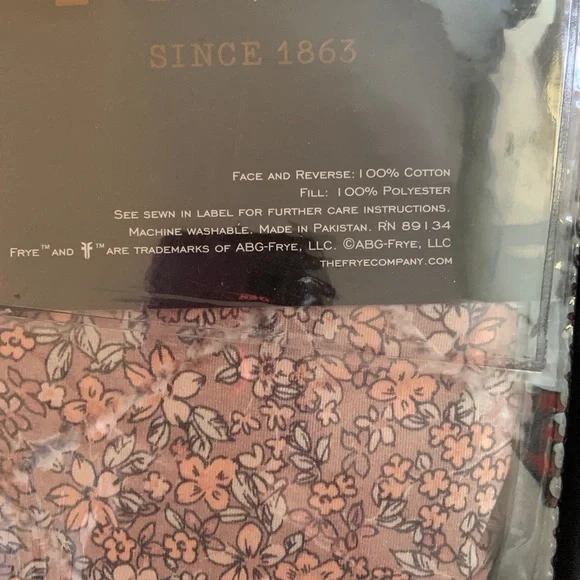 SINCE 1863
FACE AND REVERSE: 100% COTTON
FILL: 100% POLYESTER
SEE SEWN IN LABEL FOR FURTHER CARE INSTRUCTIONS.
MACHINE WASHABLE. MADE IN PAKISTAN. RN 89134
FRYE™ AND ™ ARE TRADEMARKS OF ABG-FRYE, LLC. ©ABG-FRYE, LLC
THEFRYECOMPANY.COM